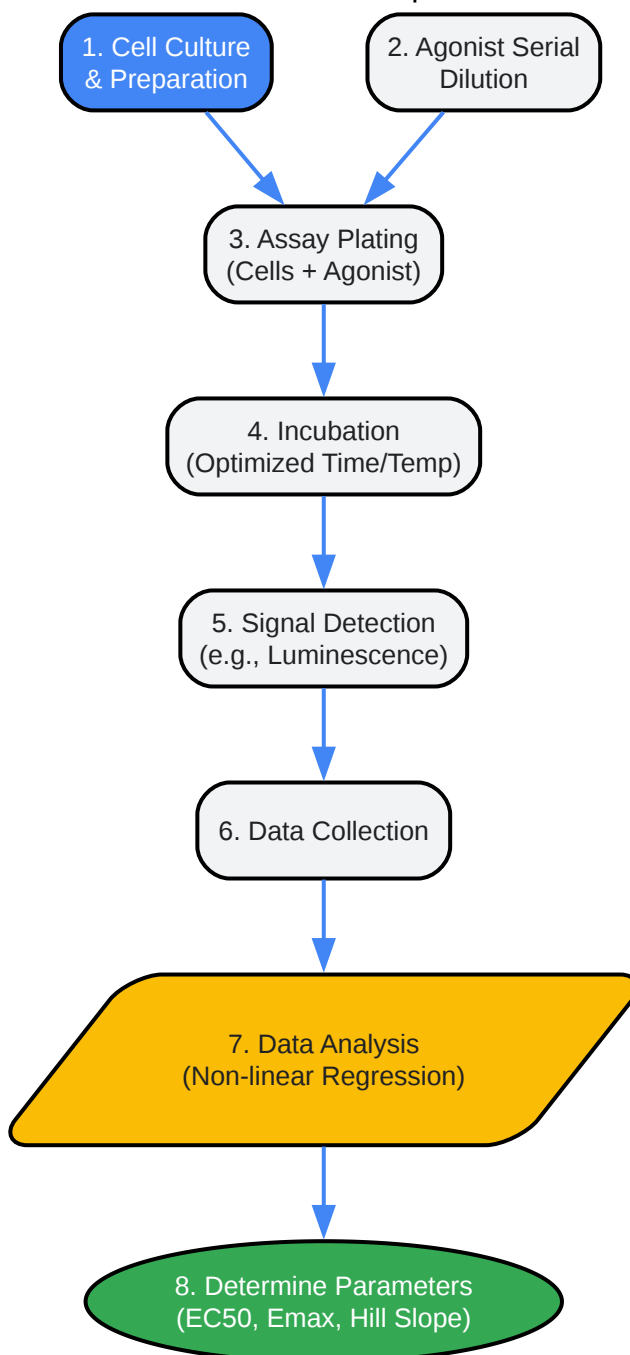 1. Cell Culture
& Preparation
2. Agonist Serial
Dilution
3. Assay Plating
(Cells + Agonist)
4. Incubation
(Optimized Time/Temp)
5. Signal Detection
(e.g., Luminescence)
6. Data Collection
7. Data Analysis
(Non-linear Regression)
8. Determine Parameters
(EC50, Emax, Hill Slope)